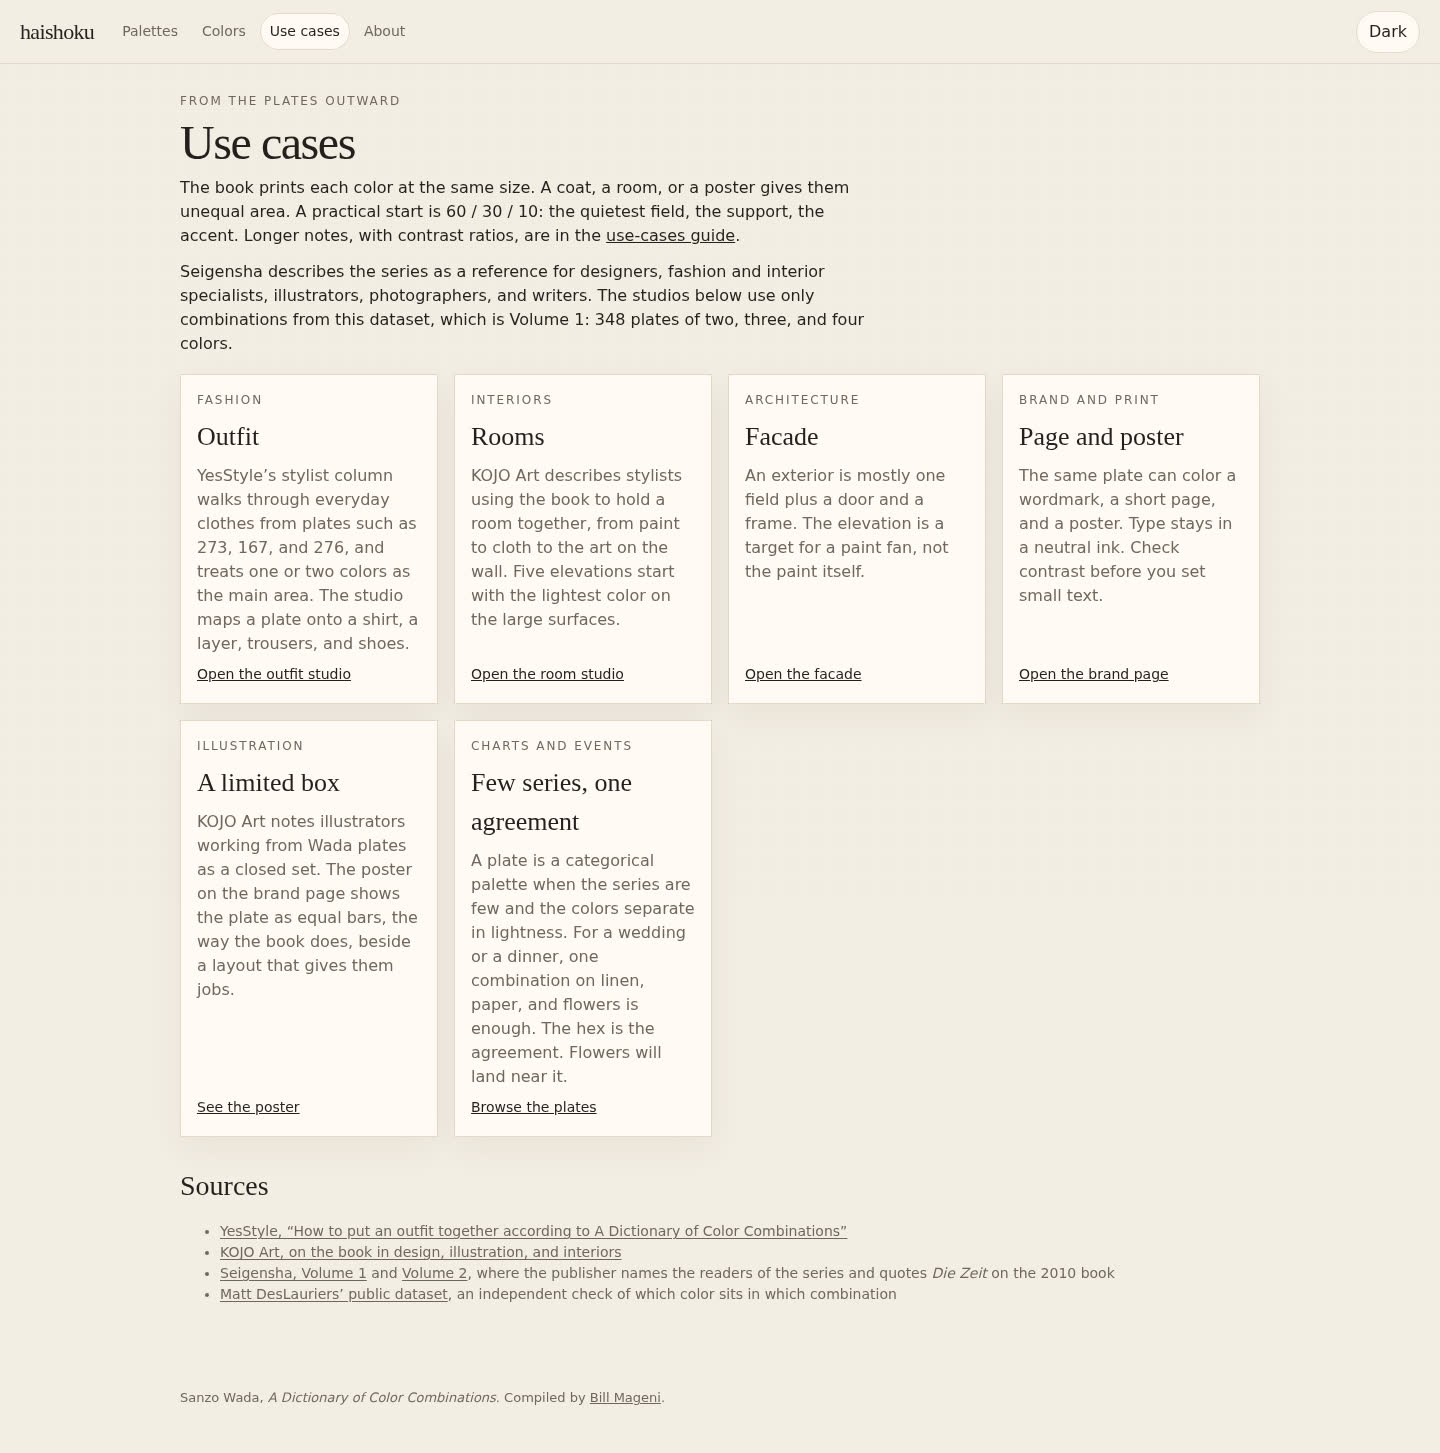 haishoku
Palettes
Colors
Use cases
About
Dark
FROM THE PLATES OUTWARD
Use cases
The book prints each color at the same size. A coat, a room, or a poster gives them
unequal area. A practical start is 60 / 30 / 10: the quietest field, the support, the
accent. Longer notes, with contrast ratios, are in the use-cases guide.
Seigensha describes the series as a reference for designers, fashion and interior
specialists, illustrators, photographers, and writers. The studios below use only
combinations from this dataset, which is Volume 1: 348 plates of two, three, and four
colors.
FASHION
Outfit
YesStyle’s stylist column
walks through everyday
clothes from plates such as
273, 167, and 276, and
treats one or two colors as
the main area. The studio
maps a plate onto a shirt, a
layer, trousers, and shoes.
Open the outfit studio
INTERIORS
Rooms
KOJO Art describes stylists
using the book to hold a
room together, from paint
to cloth to the art on the
wall. Five elevations start
with the lightest color on
the large surfaces.
Open the room studio
ARCHITECTURE
Facade
An exterior is mostly one
field plus a door and a
frame. The elevation is a
target for a paint fan, not
the paint itself.
Open the facade
BRAND AND PRINT
Page and poster
The same plate can color a
wordmark, a short page,
and a poster. Type stays in
a neutral ink. Check
contrast before you set
small text.
Open the brand page
ILLUSTRATION
A limited box
KOJO Art notes illustrators
working from Wada plates
as a closed set. The poster
on the brand page shows
the plate as equal bars, the
way the book does, beside
a layout that gives them
jobs.
See the poster
CHARTS AND EVENTS
Few series, one
agreement
A plate is a categorical
palette when the series are
few and the colors separate
in lightness. For a wedding
or a dinner, one
combination on linen,
paper, and flowers is
enough. The hex is the
agreement. Flowers will
land near it.
Browse the plates
Sources
• YesStyle, “How to put an outfit together according to A Dictionary of Color Combinations”
• KOJO Art, on the book in design, illustration, and interiors
• Seigensha, Volume 1 and Volume 2, where the publisher names the readers of the series and quotes Die Zeit on the 2010 book
• Matt DesLauriers’ public dataset, an independent check of which color sits in which combination
Sanzo Wada, A Dictionary of Color Combinations. Compiled by Bill Mageni.